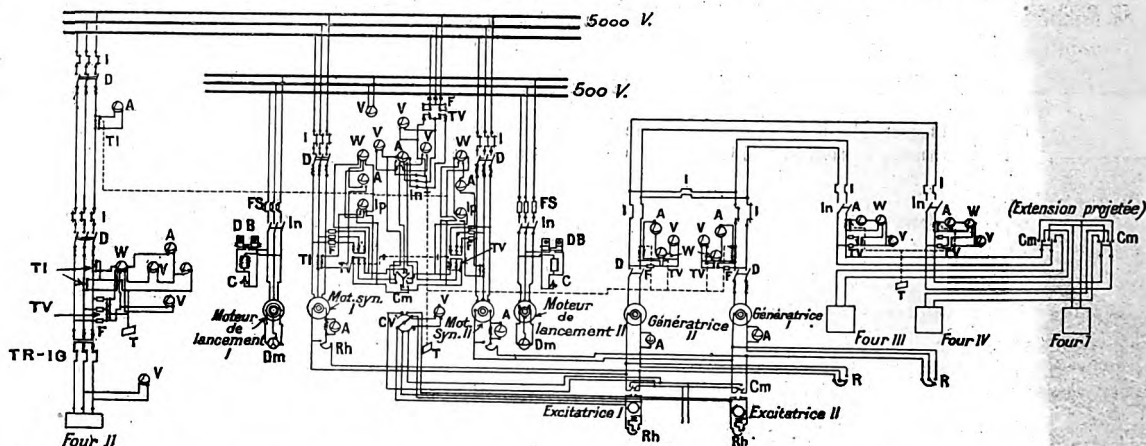 5000 V.
500 V.
I
D
A
TI
I
D
TI
W
A
V
V
TV
F
T
TR-1G
V
Four II
FS
In
DB
C
Moteur
de
lancement
I
Dm
I
D
W
V
A
Ip
F
TV
TI
Mot. syn.
I
A
Rh
V
V
F
TV
A
V
In
W
A
Ip
TV
Cm
CV
V
T
I
D
Mot.
Syn. II
A
FS
In
DB
C
Moteur
de
lancement II
Dm
I
I
I
A
V
W
V
A
W
F
TV
TV
F
D
D
Génératrice
II
Génératrice
I
A
A
Cm
Excitatrice I
Excitatrice II
Rh
Rh
I
In
A
W
V
T
I
In
A
W
V
TV
(Extension projetée)
Cm
Cm
Four III
Four IV
Four I
R
R